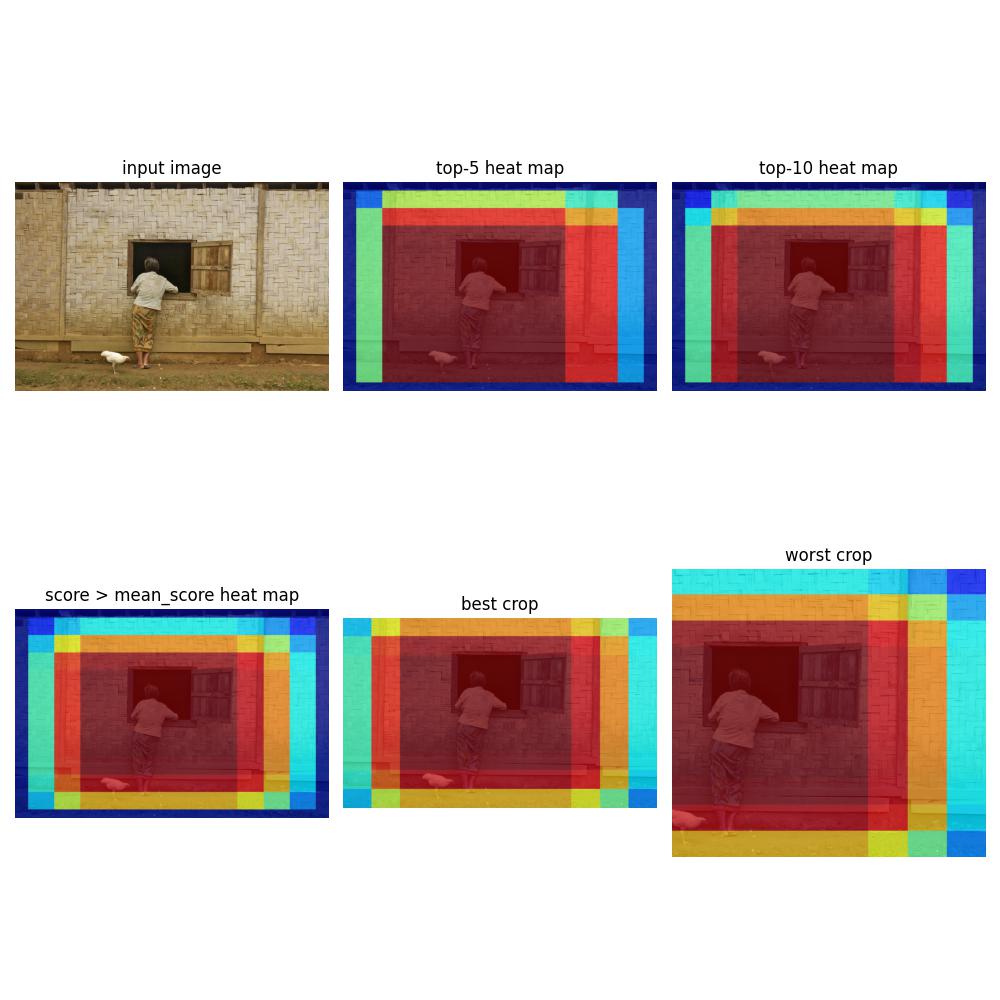 input image
top-5 heat map
top-10 heat map
score > mean_score heat map
best crop
worst crop